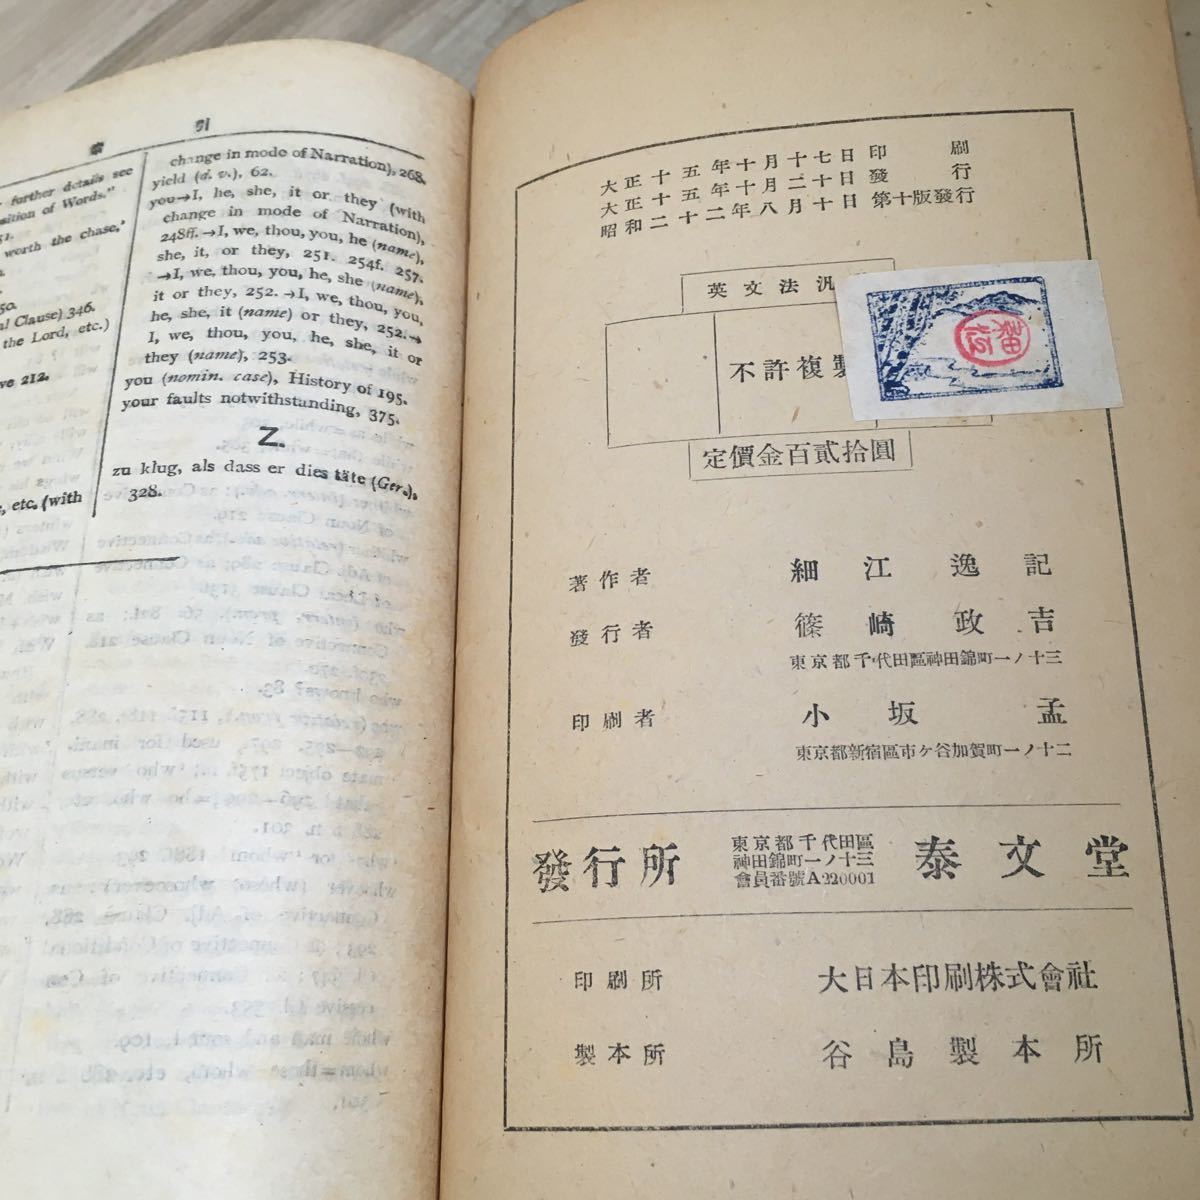 索引
further details see
sition of Words."
worth the chase,'
al Clause) 346.
the Lord, etc.)
212.
etc. (with
change in mode of Narration), 268.
yield (d. v.), 62.
you→I, he, she, it or they (with
change in mode of Narration),
248ff. →I, we, thou, you, he (name),
she, it, or they, 251. 254f. 257.
→I, we, thou, you, he, she (name),
it or they, 252. →I, we, thou, you,
he, she, it (name) or they, 252. →
I, we, thou, you, he, she, it or
they (name), 253.
you (nomin. case), History of 195.
your faults notwithstanding, 375.
Z.
zu klug, als dass er dies täte (Ger.),
328.
大正十五年十月十七日印刷
大正十五年十月二十日發行
昭和二十二年八月十日第十版發行
英文法汎
不許複製
定價金百貳拾圓
著作者 細江逸記
發行者 篠崎政吉
東京都千代田區神田錦町一ノ十三
印刷者 小坂孟
東京都新宿區市ケ谷加賀町一ノ十二
發行所 東京都千代田區
神田錦町一ノ十三
會員番號A220001
泰文堂
印刷所 大日本印刷株式會社
製本所 谷島製本所